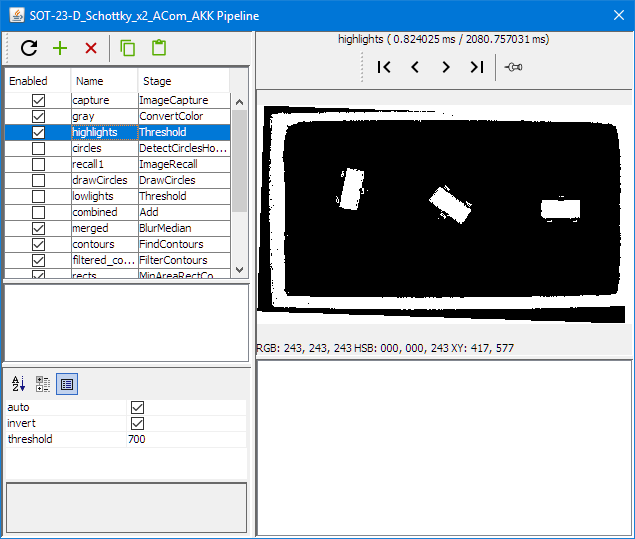 SOT-23-D_Schottky_x2_ACom_AKK Pipeline
highlights ( 0.824025 ms / 2080.757031 ms)
Enabled Name Stage
capture ImageCapture
gray ConvertColor
highlights Threshold
circles DetectCirclesHo...
recall1 ImageRecall
drawCircles DrawCircles
lowlights Threshold
combined Add
merged BlurMedian
contours FindContours
filtered_co... FilterContours
rects MinAreaRectCo...
RGB: 243, 243, 243 HSB: 000, 000, 243 XY: 417, 577
auto
invert
threshold 700